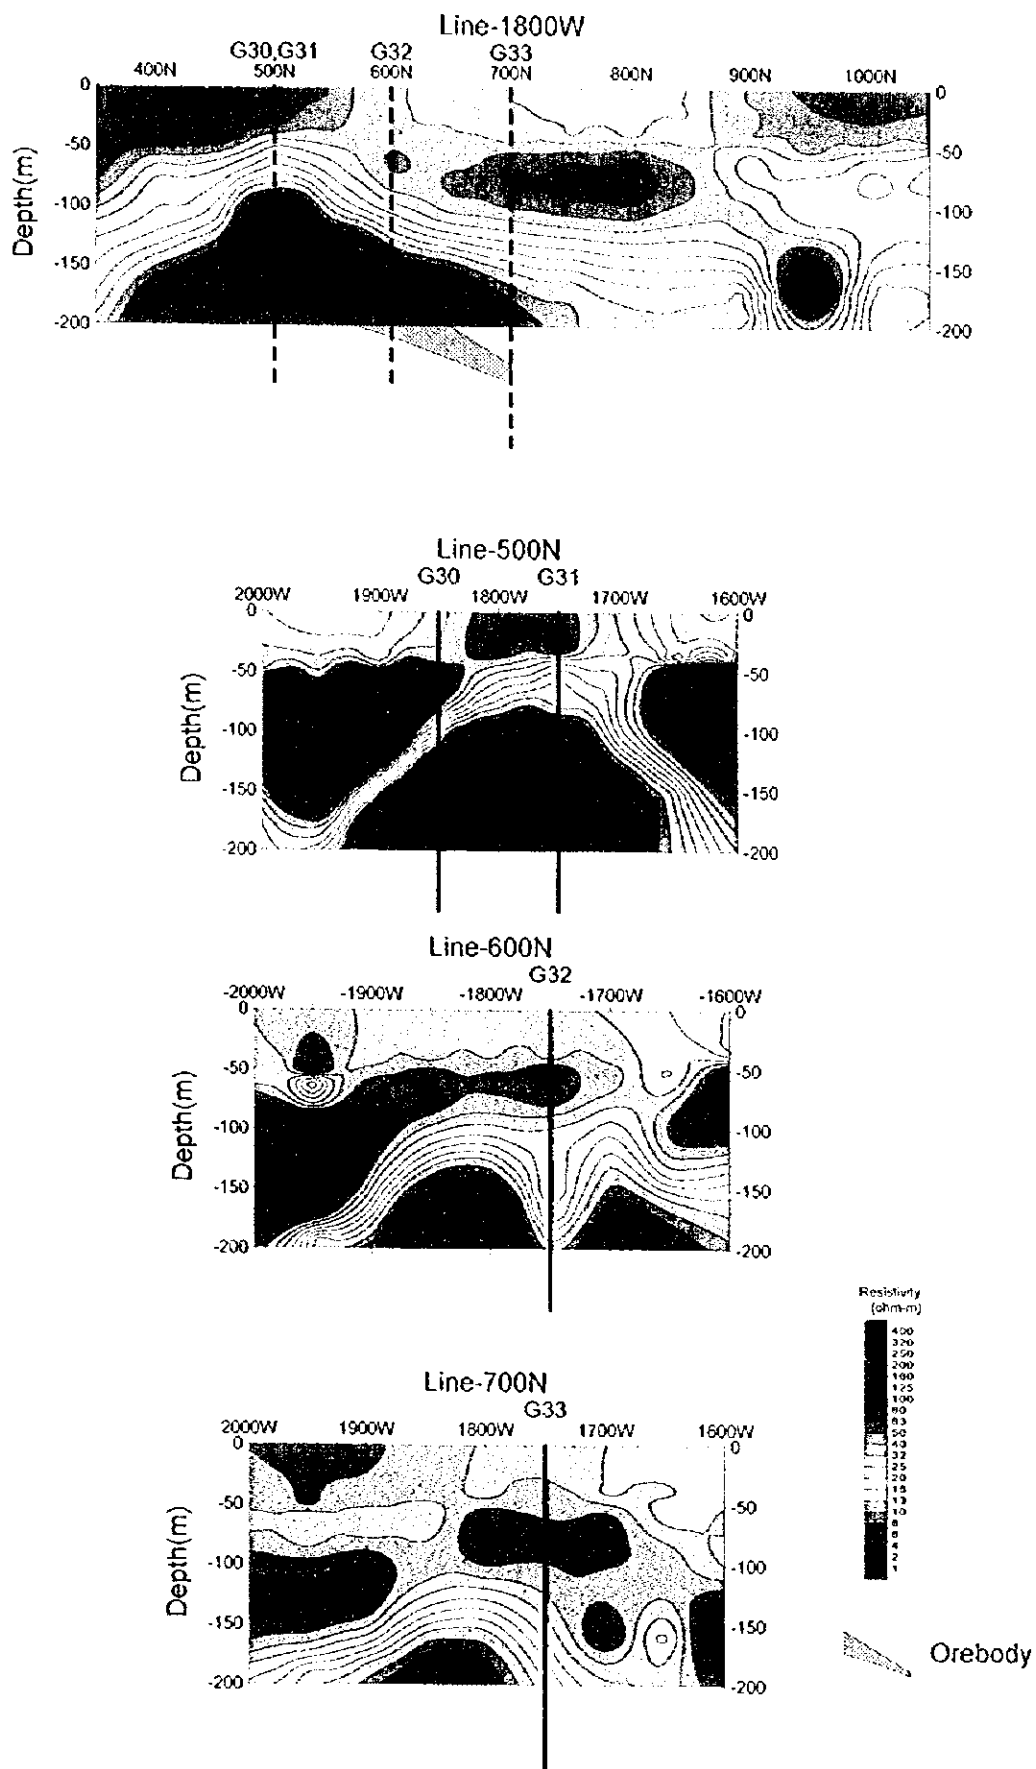 Line-1800W
G30,G31 G32 G33
400N 500N 600N 700N 800N 900N 1000N
0 0
-50 -50
-100 -100
-150 -150
-200 -200
Depth(m)
Line-500N
G30 G31
2000W 1900W 1800W 1700W 1600W
0 0
-50 -50
-100 -100
-150 -150
-200 -200
Depth(m)
Line-600N
G32
-2000W -1900W -1800W -1700W -1600W
0 0
-50 -50
-100 -100
-150 -150
-200 -200
Depth(m)
Resistivity
(ohm-m)
400
320
250
200
160
125
100
80
63
50
40
32
25
20
15
13
10
8
6
4
2
1
Line-700N
G33
2000W 1900W 1800W 1700W 1600W
0 0
-50 -50
-100 -100
-150 -150
-200 -200
Depth(m)
Orebody